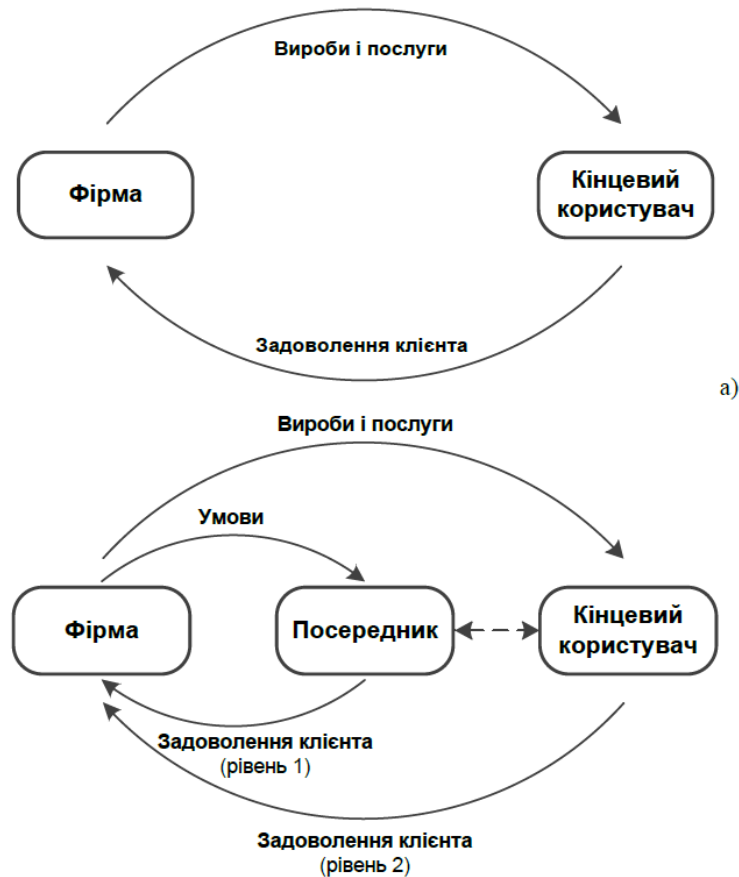 Вироби і послуги
Фірма
Кінцевий
користувач
Задоволення клієнта
а)
Вироби і послуги
Умови
Фірма
Посередник
Кінцевий
користувач
Задоволення клієнта
(рівень 1)
Задоволення клієнта
(рівень 2)